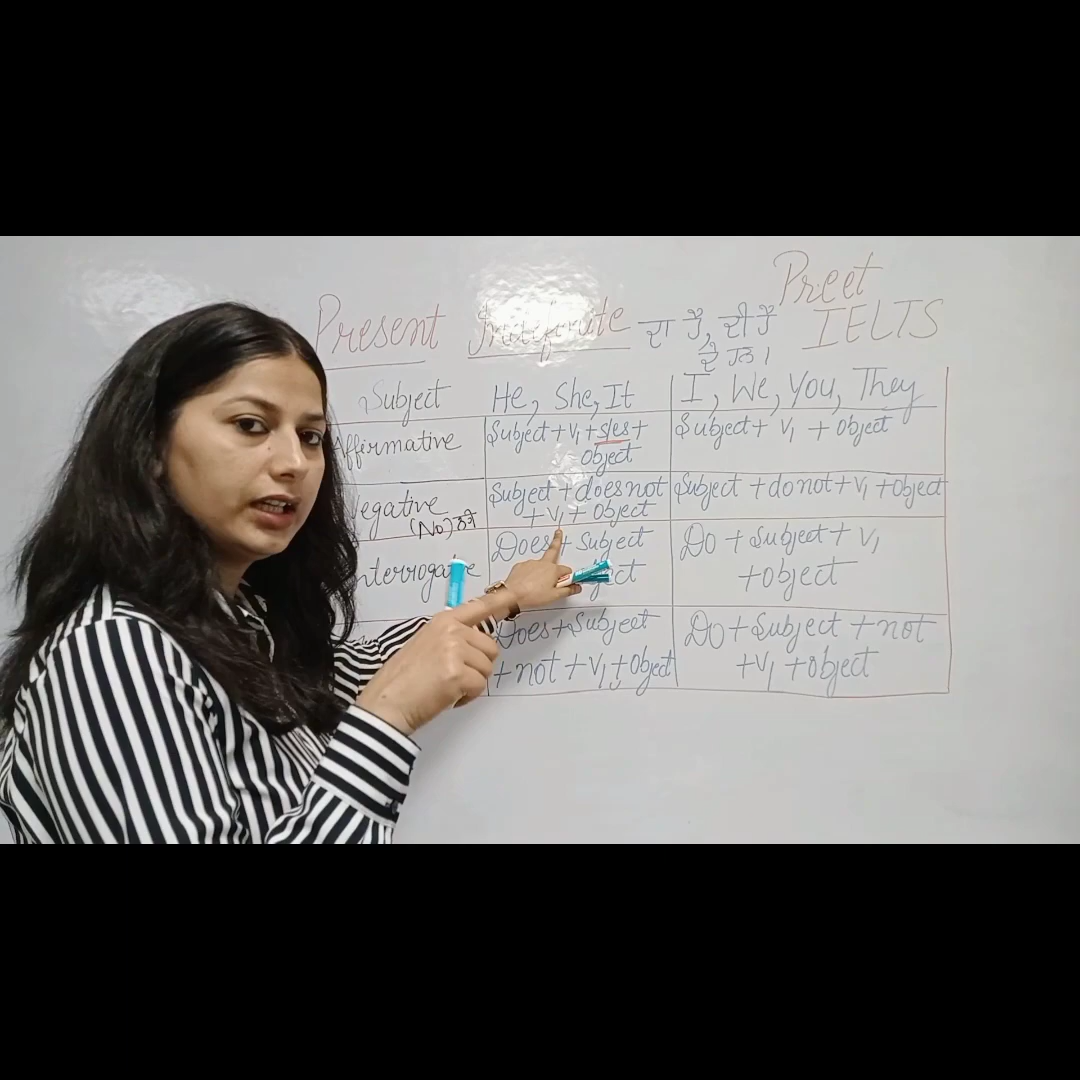 Preet
IELTS
Present Indefinite ਦਾ ਹੈ, ਦੀ ਹੈ
ਦੇ ਹਨ।
Subject He, She, It I, We, You, They
Affirmative Subject + V1 + s/es + Subject + V1 + Object
Object
Negative Subject + does not Subject + do not + V1 + Object
(No) ਨਹੀਂ + V1 + Object
Interrogative Does + Subject Do + Subject + V1
+ Object
Does + Subject Do + Subject + not
+ not + V1 + Object + V1 + Object